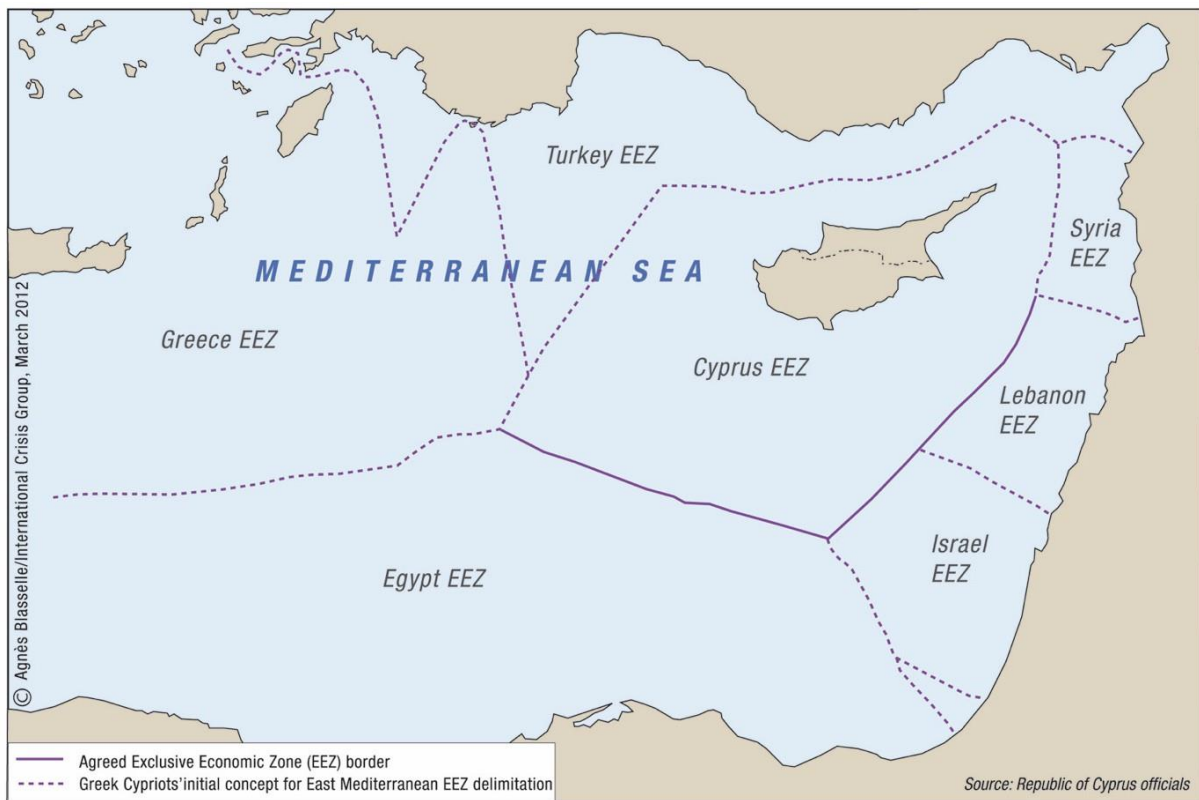 Turkey EEZ
Syria
EEZ
MEDITERRANEAN SEA
Greece EEZ
Cyprus EEZ
Lebanon
EEZ
Israel
EEZ
Egypt EEZ
© Agnès Blasselle/International Crisis Group, March 2012
Agreed Exclusive Economic Zone (EEZ) border
Greek Cypriots' initial concept for East Mediterranean EEZ delimitation
Source: Republic of Cyprus officials